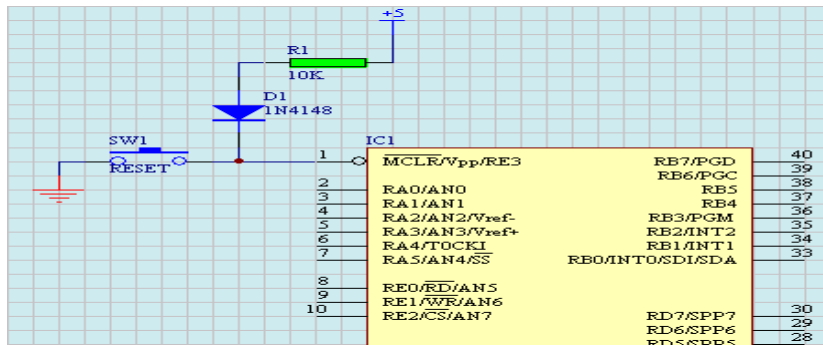 +5
R1
10K
D1
1N4148
SW1
RESET
IC1
1 MCLR/Vpp/RE3 RB7/PGD 40
RB6/PGC 39
2 RA0/AN0 RB5 38
3 RA1/AN1 RB4 37
4 RA2/AN2/Vref- RB3/PGM 36
5 RA3/AN3/Vref+ RB2/INT2 35
6 RA4/T0CKI RB1/INT1 34
7 RA5/AN4/SS RB0/INT0/SDI/SDA 33
8 RE0/RD/AN5
9 RE1/WR/AN6
10 RE2/CS/AN7 RD7/SPP7 30
RD6/SPP6 29
RD5/SPP5 28